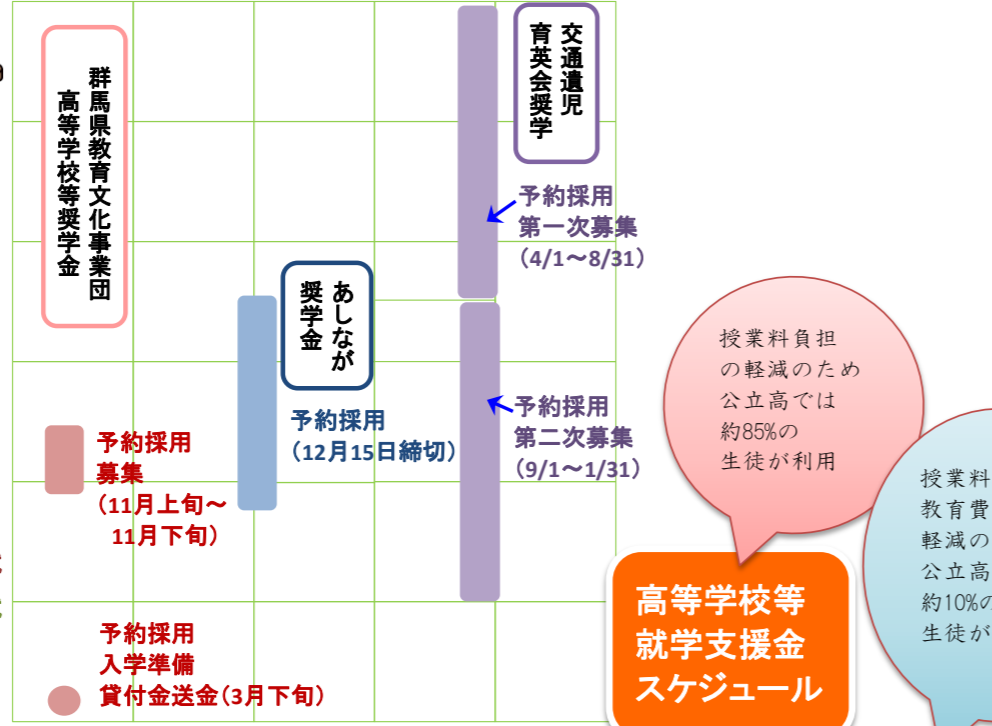 群馬県教育文化事業団
高等学校等奨学金
交通遺児
育英会奨学
予約採用
第一次募集
（4/1～8/31）
あしなが
奨学金
予約採用
（12月15日締切）
予約採用
第二次募集
（9/1～1/31）
予約採用
募集
（11月上旬～
11月下旬）
予約採用
入学準備
貸付金送金（3月下旬）
授業料負担
の軽減のため
公立高では
約85%の
生徒が利用
高等学校等
就学支援金
スケジュール
授業料
教育費
軽減の
公立高
約10%の
生徒が